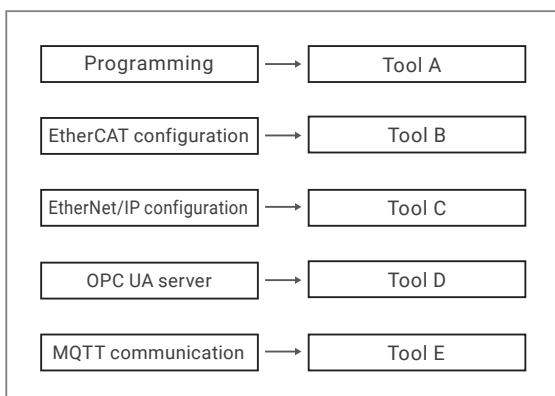 Programming
Tool A
EtherCAT configuration
Tool B
EtherNet/IP configuration
Tool C
OPC UA server
Tool D
MQTT communication
Tool E